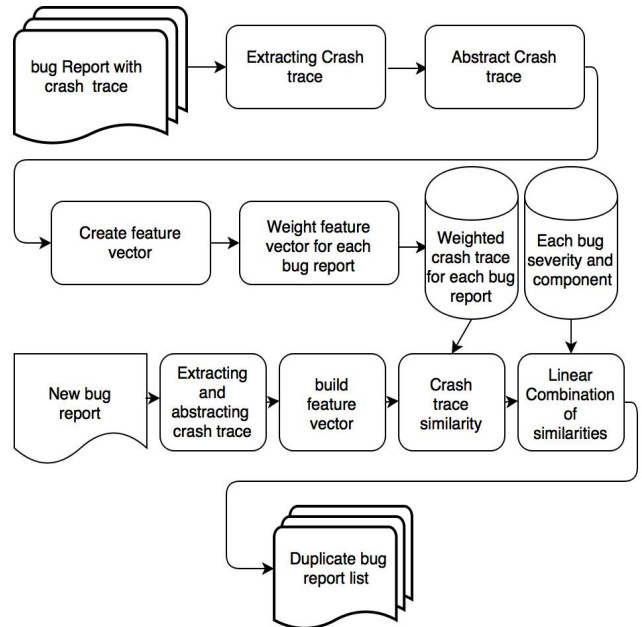 bug Report with
crash trace
Extracting Crash
trace
Abstract Crash
trace
Create feature
vector
Weight feature
vector for each
bug report
Weighted
crash trace
for each bug
report
Each bug
severity and
component
New bug
report
Extracting
and
abstracting
crash trace
build
feature
vector
Crash
trace
similarity
Linear
Combination
of
similarities
Duplicate bug
report list